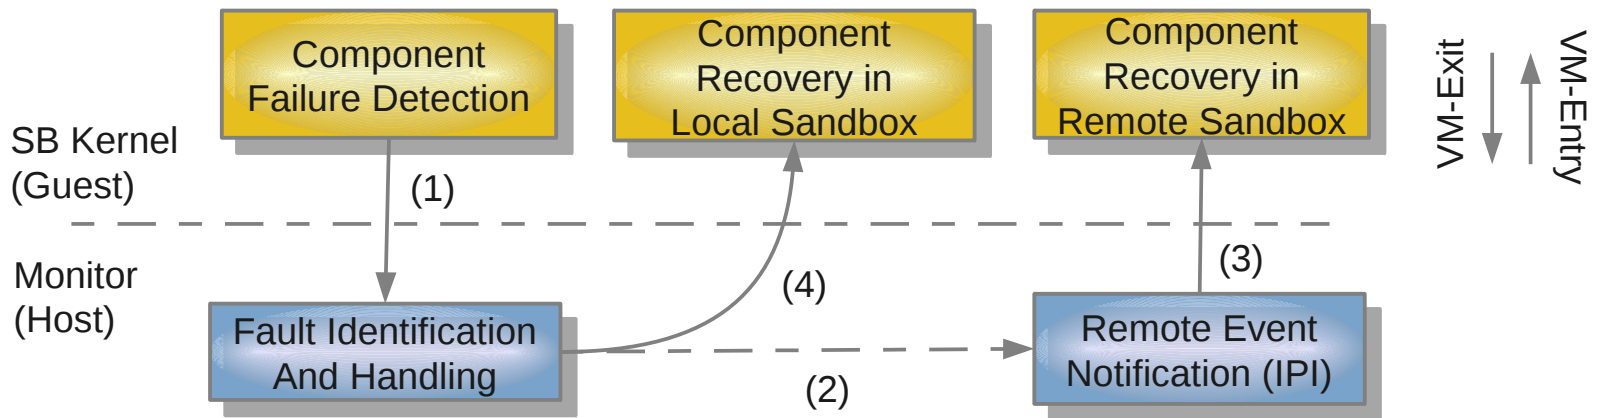 Component
Failure Detection
Component
Recovery in
Local Sandbox
Component
Recovery in
Remote Sandbox
VM-Exit
VM-Entry
SB Kernel
(Guest)
(1)
Monitor
(Host)
(4)
(3)
Fault Identification
And Handling
(2)
Remote Event
Notification (IPI)